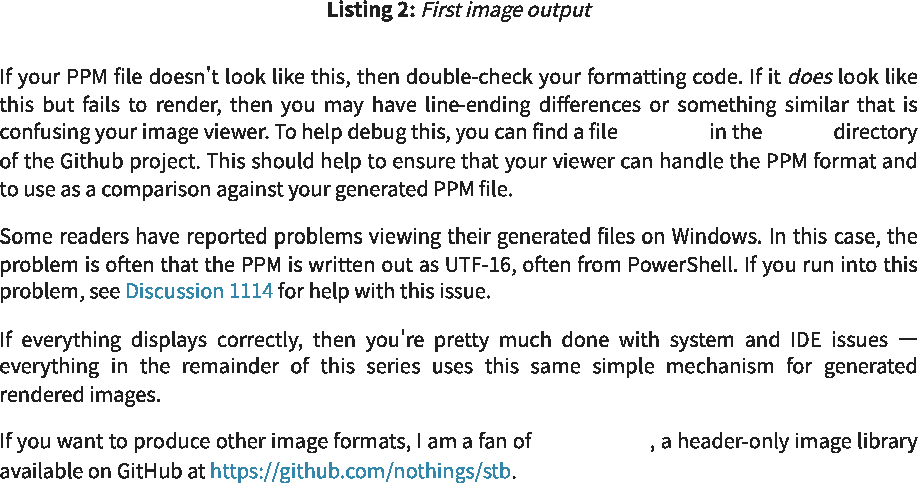 Listing 2: First image output
If your PPM file doesn't look like this, then double-check your formatting code. If it does look like
this but fails to render, then you may have line-ending differences or something similar that is
confusing your image viewer. To help debug this, you can find a file in the directory
of the Github project. This should help to ensure that your viewer can handle the PPM format and
to use as a comparison against your generated PPM file.
Some readers have reported problems viewing their generated files on Windows. In this case, the
problem is often that the PPM is written out as UTF-16, often from PowerShell. If you run into this
problem, see Discussion 1114 for help with this issue.
If everything displays correctly, then you're pretty much done with system and IDE issues —
everything in the remainder of this series uses this same simple mechanism for generated
rendered images.
If you want to produce other image formats, I am a fan of , a header-only image library
available on GitHub at https://github.com/nothings/stb.